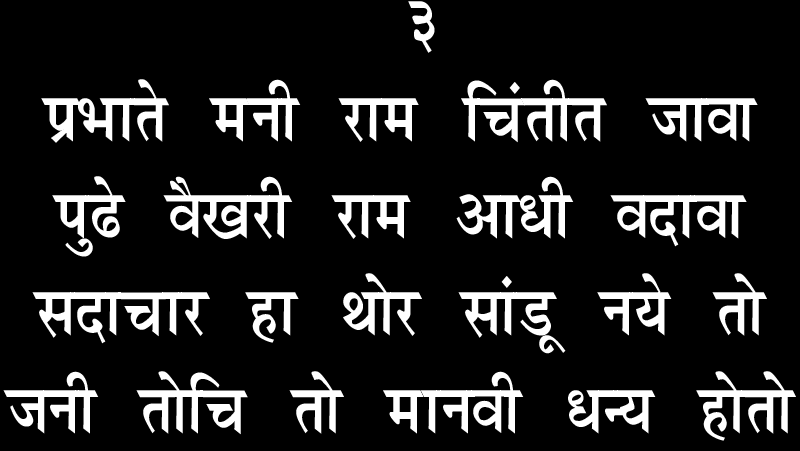 ३
प्रभाते मनी राम चिंतीत जावा
पुढे वैखरी राम आधी वदावा
सदाचार हा थोर सांडू नये तो
जनी तोचि तो मानवी धन्य होतो